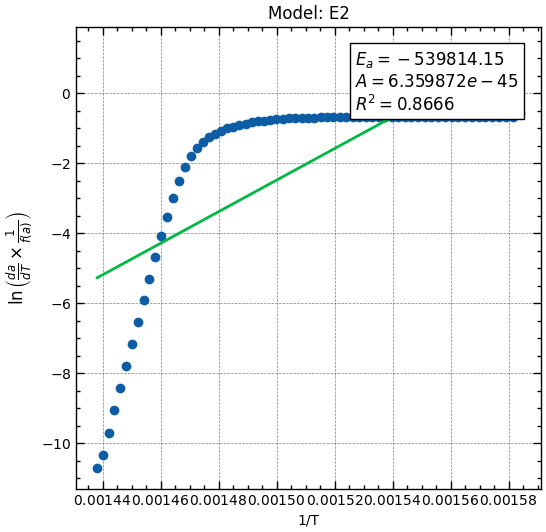 Model: E2
E_a = −539814.15
A = 6.359872e − 45
R² = 0.8666
0
−2
−4
−6
−8
−10
ln(da/dT × 1/f(a))
0.00144 0.00146 0.00148 0.00150 0.00152 0.00154 0.00156 0.00158
1/T